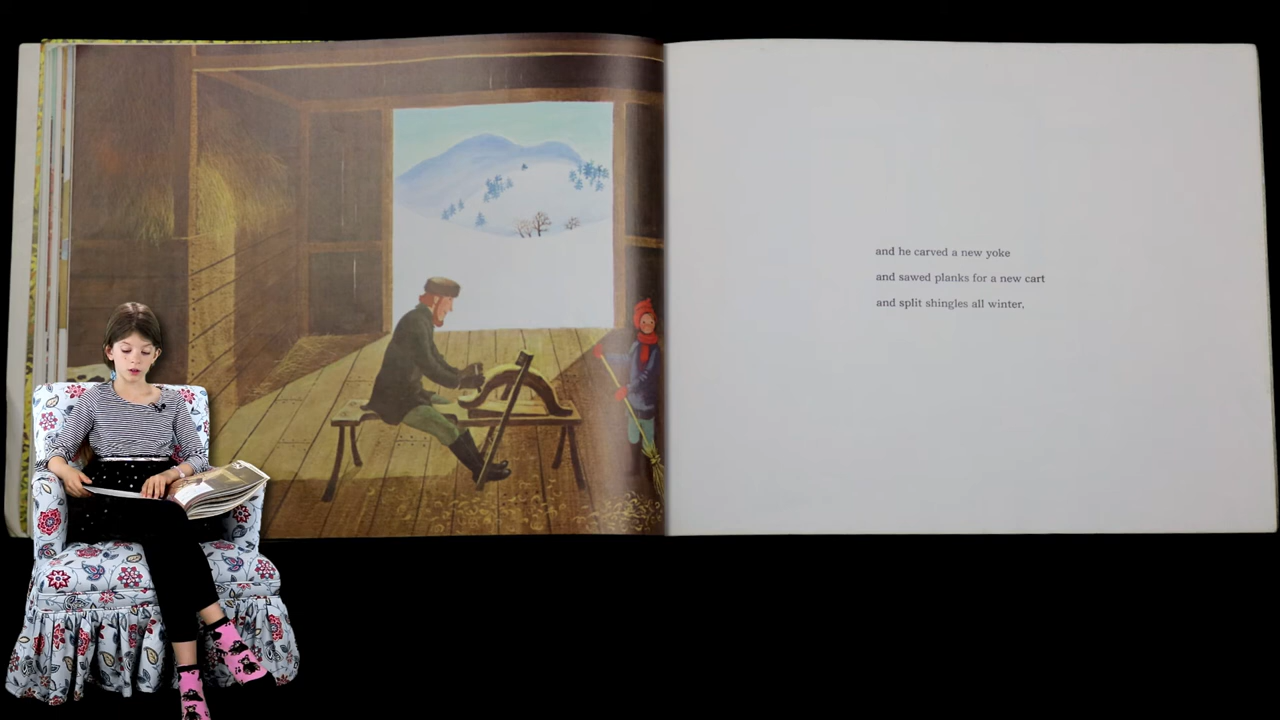 and he carved a new yoke
and sawed planks for a new cart
and split shingles all winter,